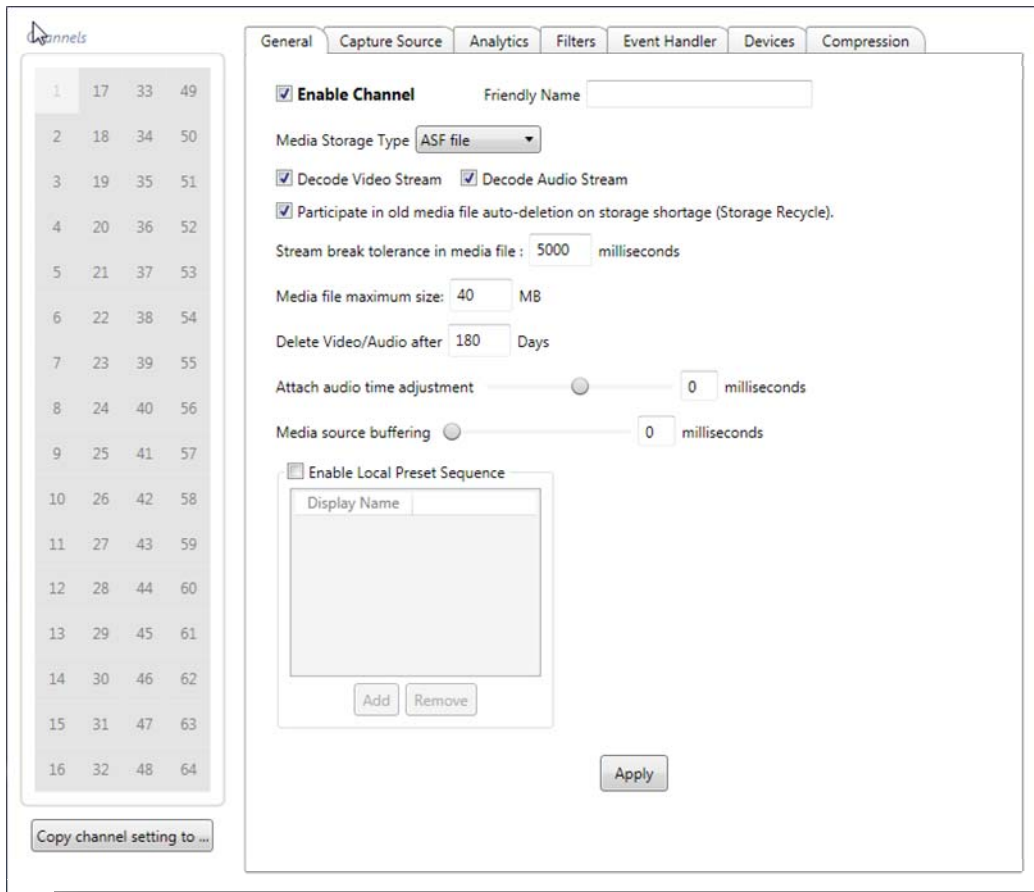 Channels
General Capture Source Analytics Filters Event Handler Devices Compression
1 17 33 49
2 18 34 50
3 19 35 51
4 20 36 52
5 21 37 53
6 22 38 54
7 23 39 55
8 24 40 56
9 25 41 57
10 26 42 58
11 27 43 59
12 28 44 60
13 29 45 61
14 30 46 62
15 31 47 63
16 32 48 64
Copy channel setting to ...
Enable Channel Friendly Name
Media Storage Type ASF file
Decode Video Stream Decode Audio Stream
Participate in old media file auto-deletion on storage shortage (Storage Recycle).
Stream break tolerance in media file : 5000 milliseconds
Media file maximum size: 40 MB
Delete Video/Audio after 180 Days
Attach audio time adjustment 0 milliseconds
Media source buffering 0 milliseconds
Enable Local Preset Sequence
Display Name
Add Remove
Apply